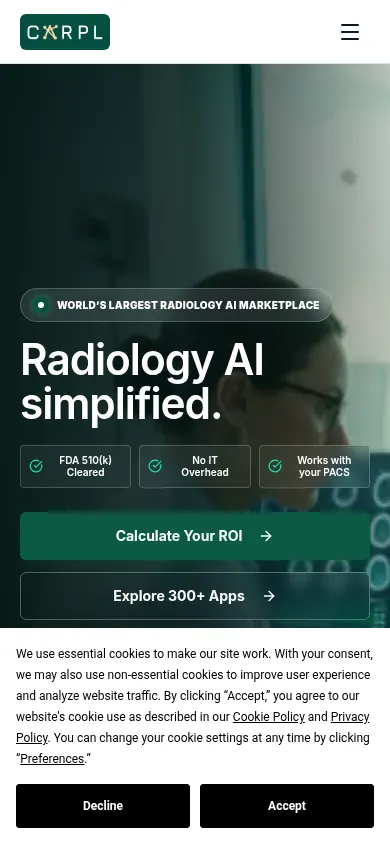 CARPL
WORLD'S LARGEST RADIOLOGY AI MARKETPLACE
Radiology AI
simplified.
FDA 510(k)
Cleared
No IT
Overhead
Works with
your PACS
Calculate Your ROI →
Explore 300+ Apps →
We use essential cookies to make our site work. With your consent,
we may also use non-essential cookies to improve user experience
and analyze website traffic. By clicking “Accept,” you agree to our
website's cookie use as described in our Cookie Policy and Privacy
Policy. You can change your cookie settings at any time by clicking
“Preferences.”
Decline
Accept